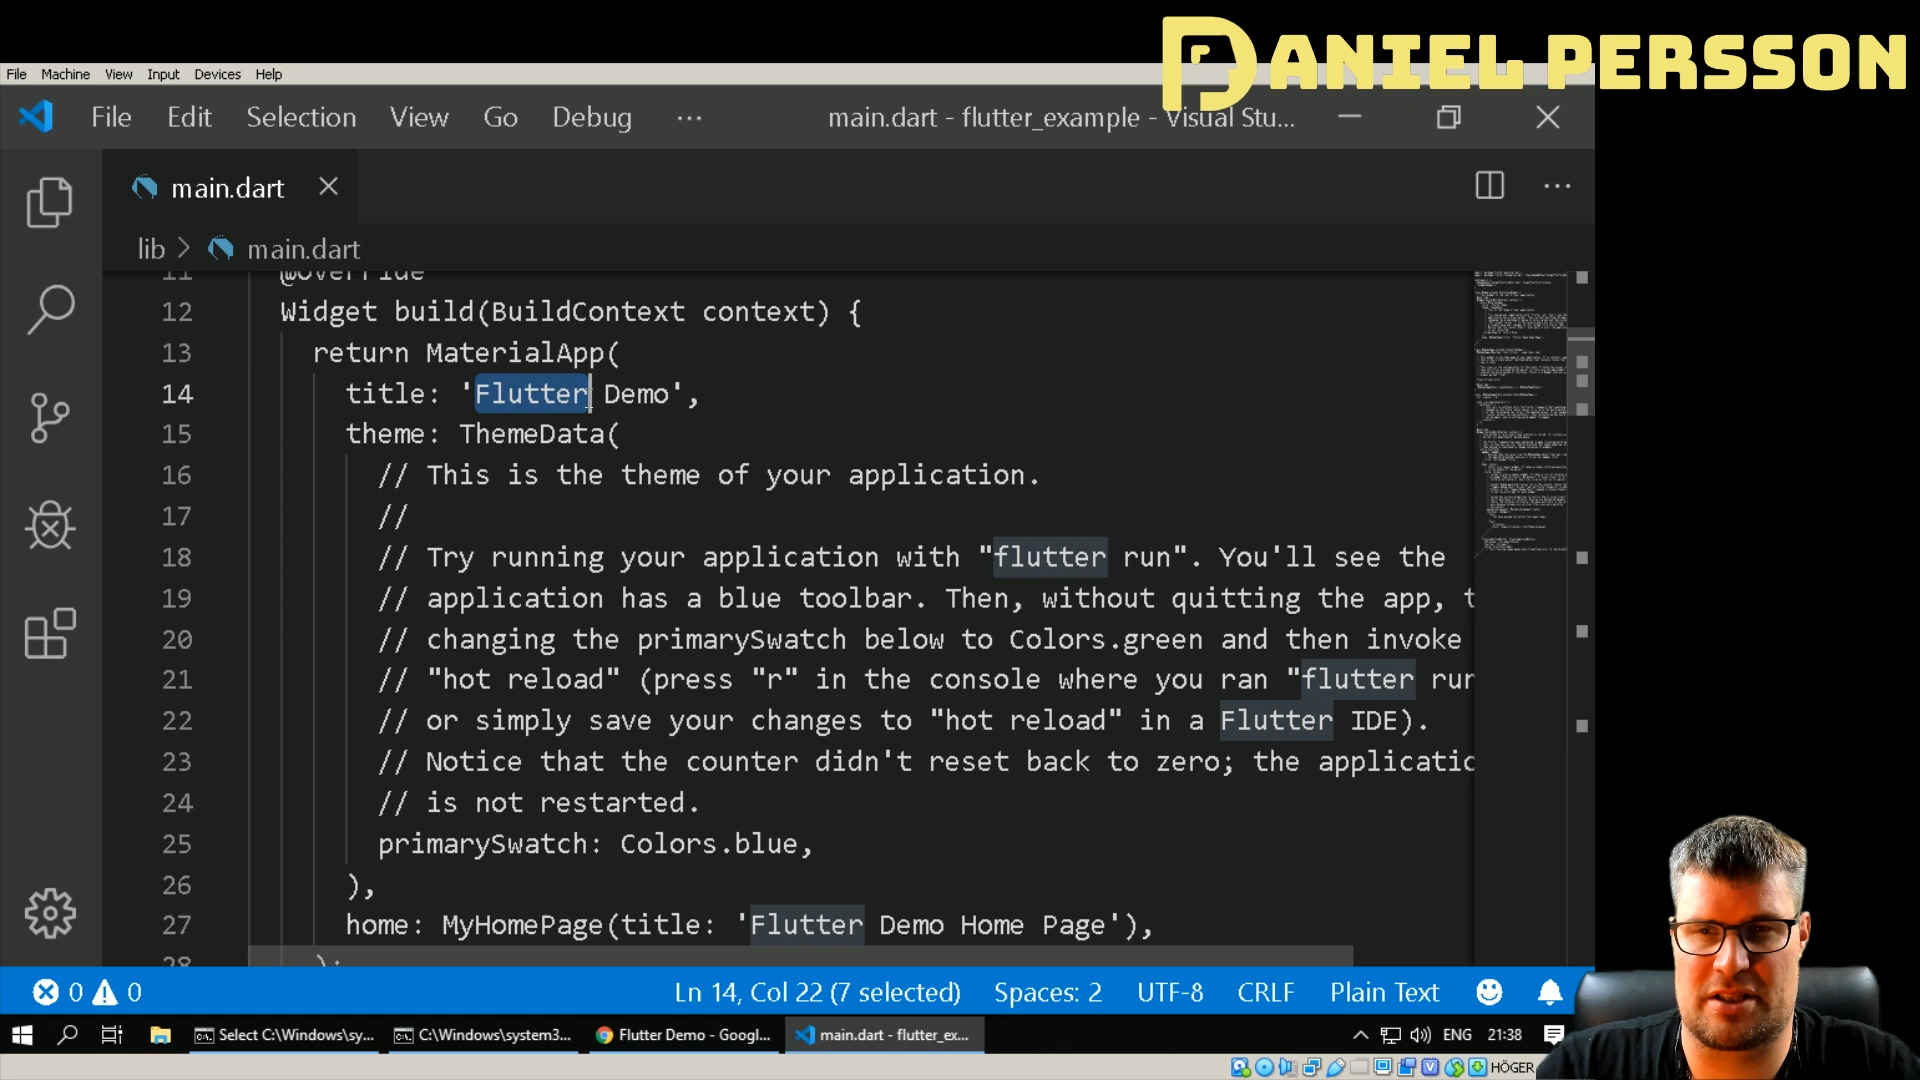 DANIEL PERSSON
File Machine View Input Devices Help
File Edit Selection View Go Debug ... main.dart - flutter_example - Visual Stu...
main.dart
lib > main.dart
11 @override
12 Widget build(BuildContext context) {
13 return MaterialApp(
14 title: 'Flutter Demo',
15 theme: ThemeData(
16 // This is the theme of your application.
17 //
18 // Try running your application with "flutter run". You'll see the
19 // application has a blue toolbar. Then, without quitting the app, t
20 // changing the primarySwatch below to Colors.green and then invoke
21 // "hot reload" (press "r" in the console where you ran "flutter run
22 // or simply save your changes to "hot reload" in a Flutter IDE).
23 // Notice that the counter didn't reset back to zero; the applicatio
24 // is not restarted.
25 primarySwatch: Colors.blue,
26 ),
27 home: MyHomePage(title: 'Flutter Demo Home Page'),
28 );
0 0 Ln 14, Col 22 (7 selected) Spaces: 2 UTF-8 CRLF Plain Text
Select C:\Windows\sy... C:\Windows\system3... Flutter Demo - Googl... main.dart - flutter_ex... ENG 21:38
HÖGER